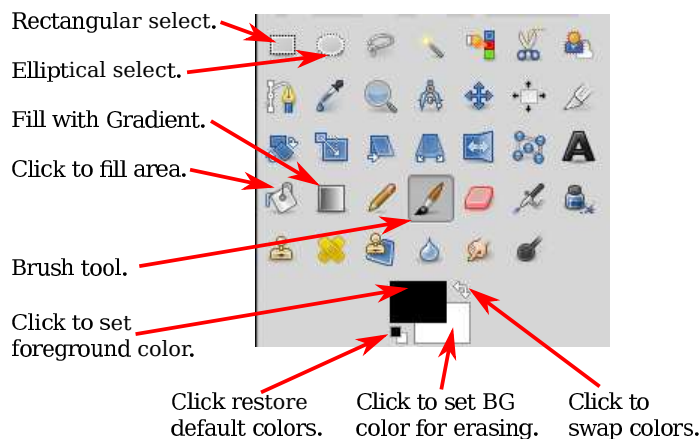 Rectangular select.
Elliptical select.
Fill with Gradient.
Click to fill area.
Brush tool.
Click to set
foreground color.
Click restore
default colors.
Click to set BG
color for erasing.
Click to
swap colors.